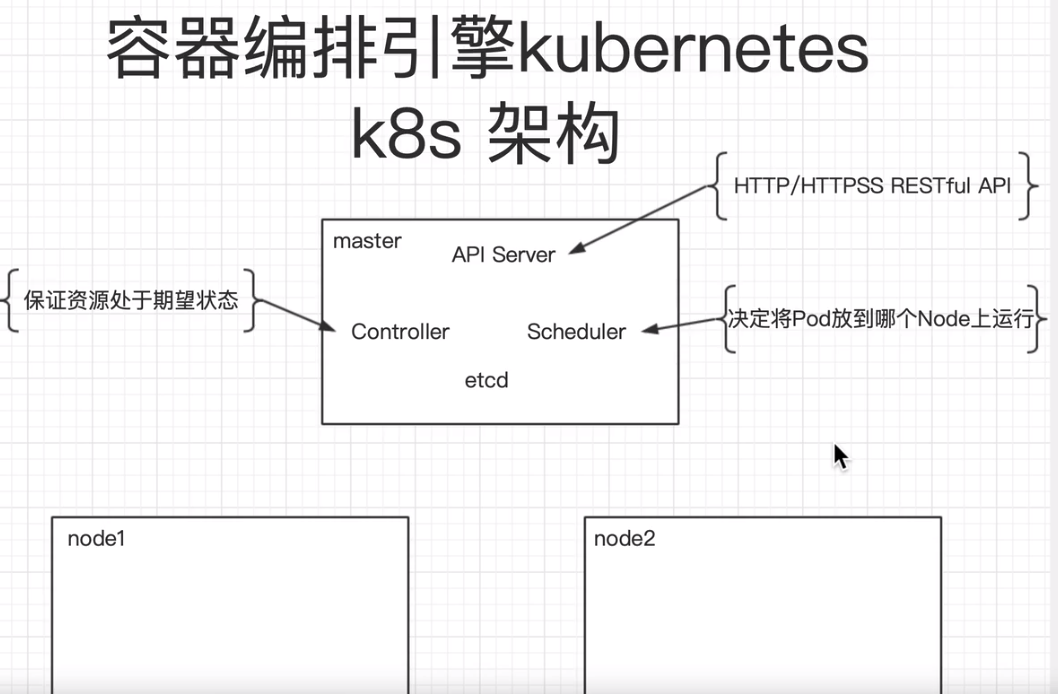 容器编排引擎kubernetes
k8s 架构
HTTP/HTTPSS RESTful API
master
API Server
保证资源处于期望状态
Controller
Scheduler
决定将Pod放到哪个Node上运行
etcd
node1
node2